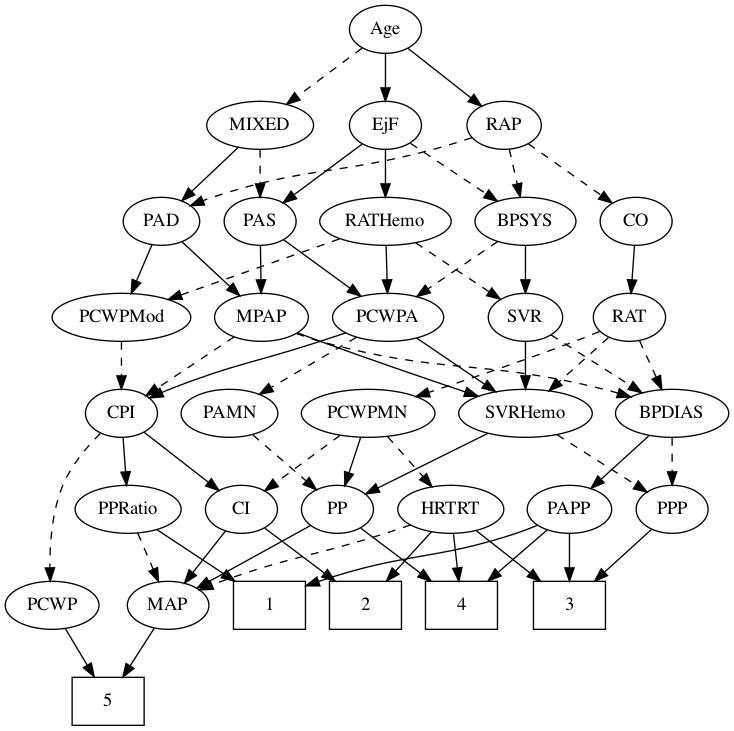 Age
MIXED
EjF
RAP
PAD
PAS
RATHemo
BPSYS
CO
PCWPMod
MPAP
PCWPA
SVR
RAT
CPI
PAMN
PCWPMN
SVRHemo
BPDIAS
PPRatio
CI
PP
HRTRT
PAPP
PPP
PCWP
MAP
1
2
4
3
5